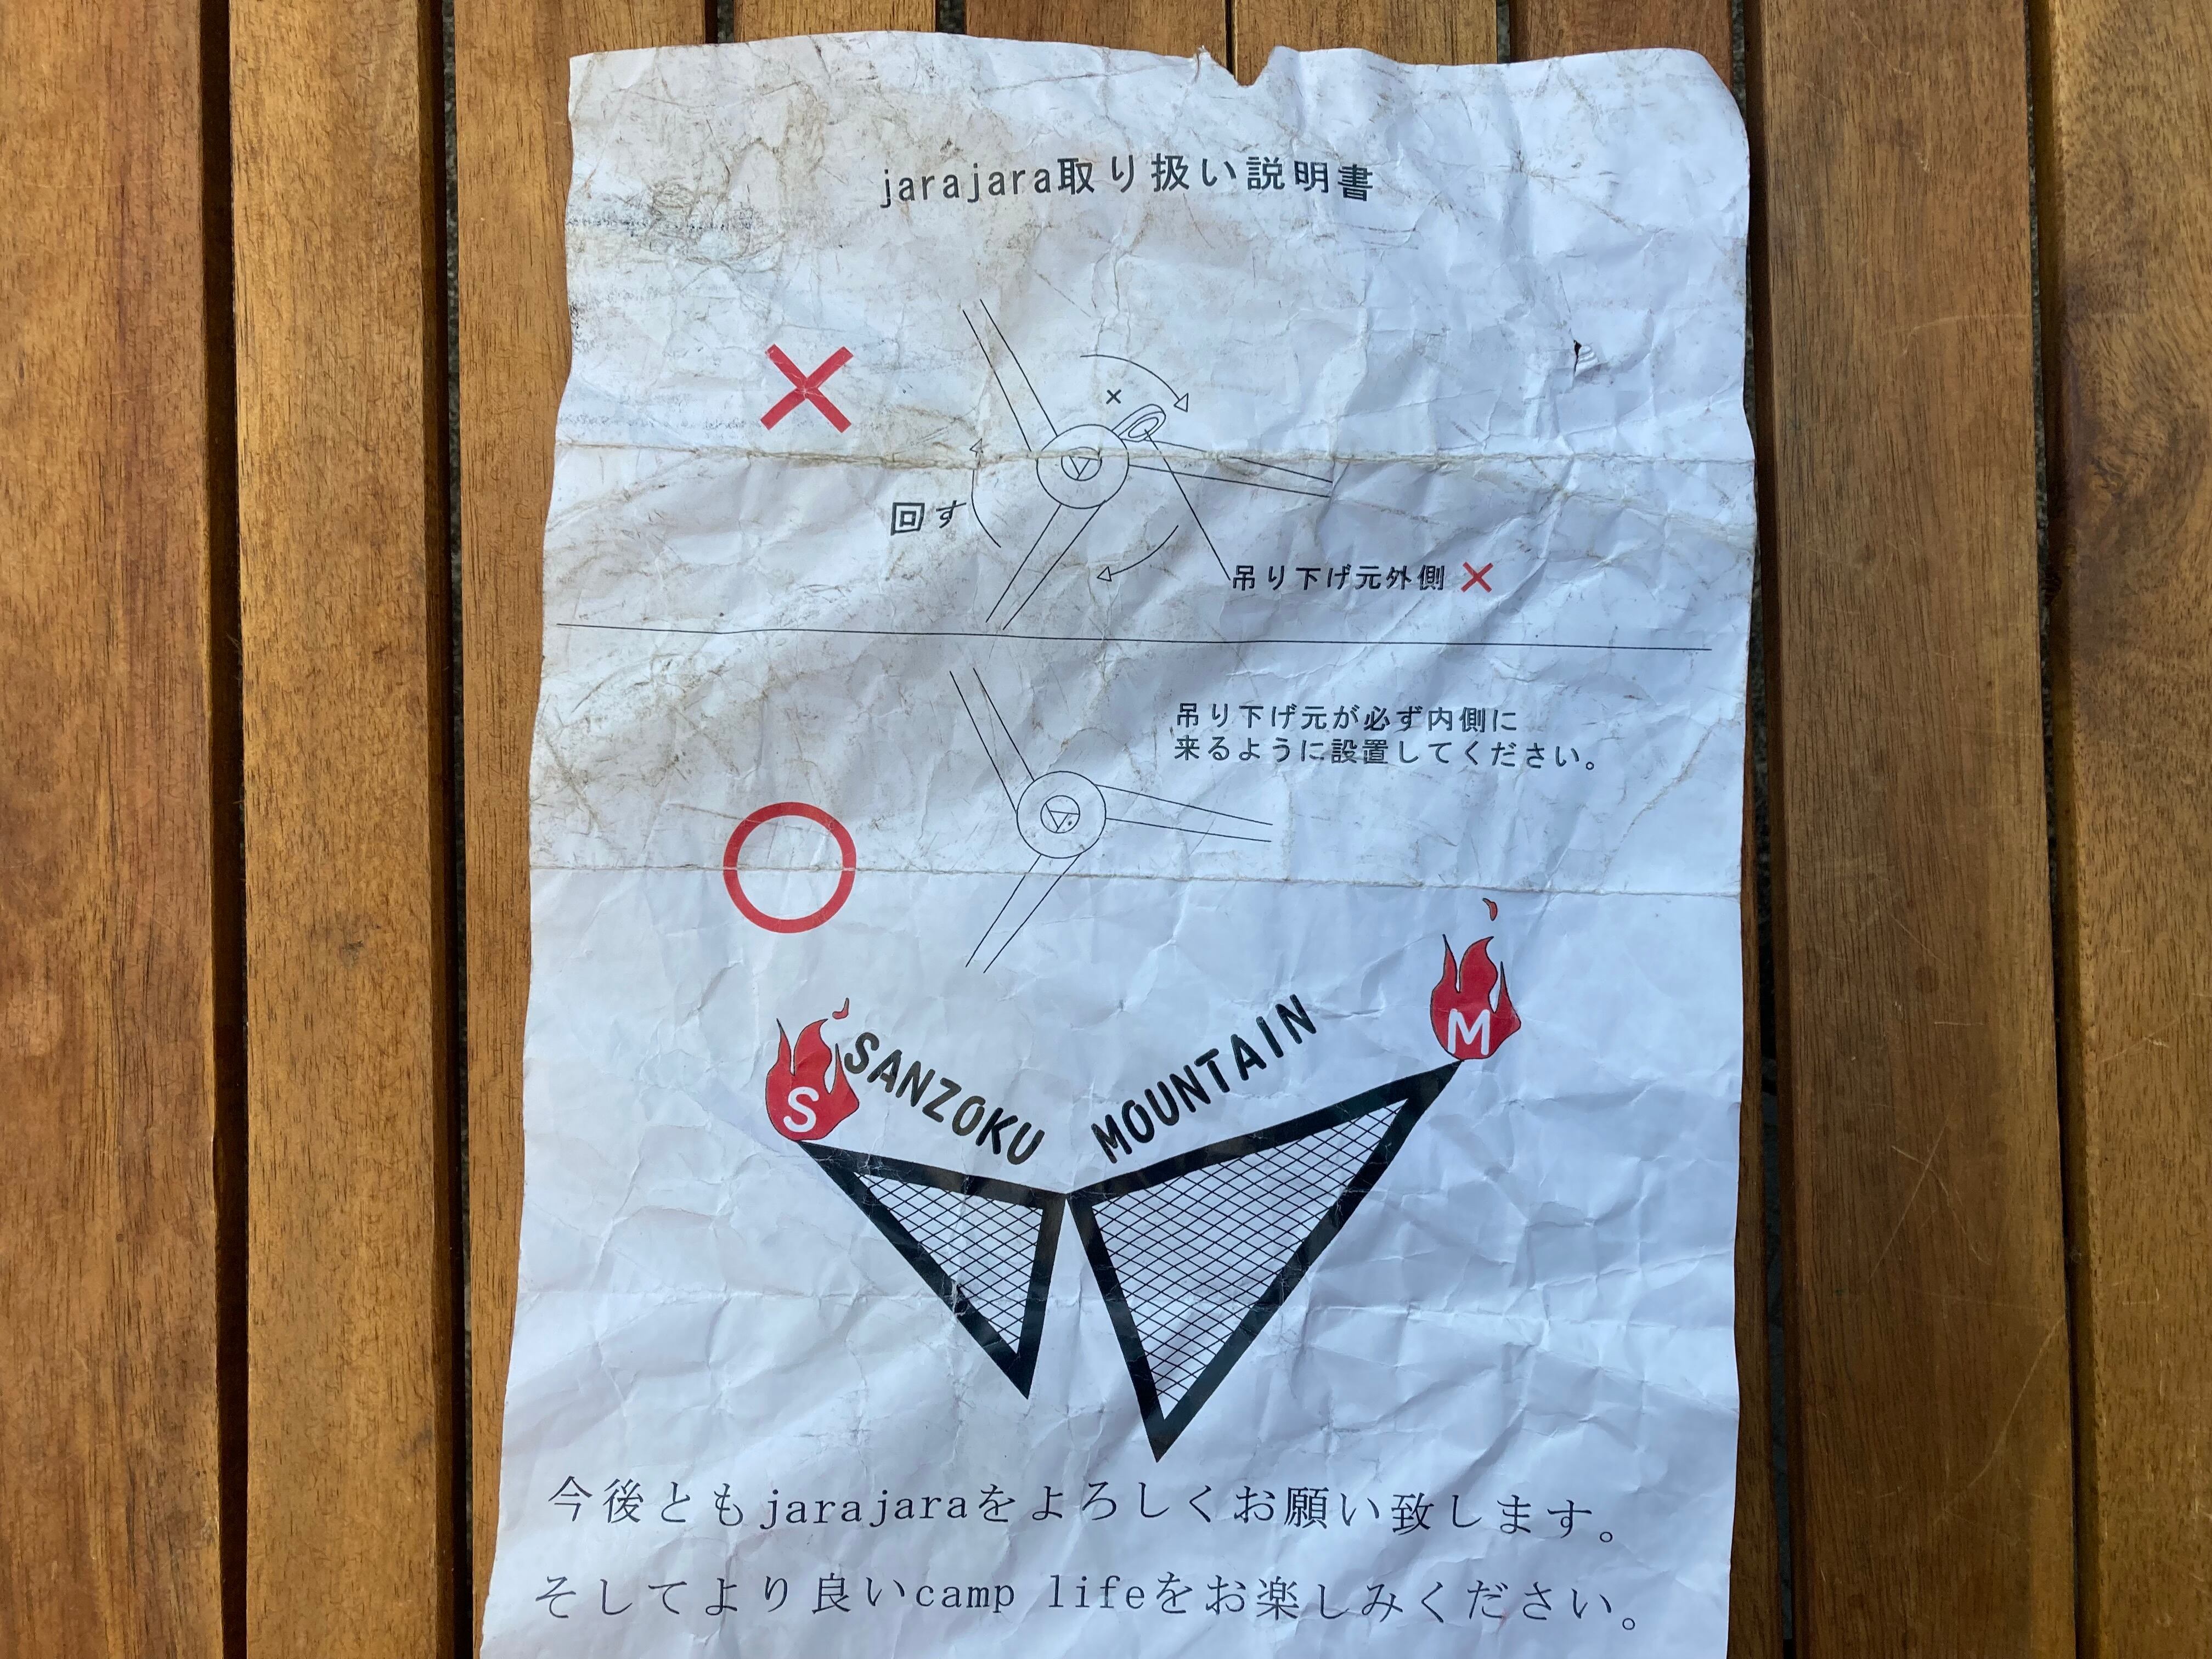 jarajara取り扱い説明書
×
回す
吊り下げ元外側 ×
吊り下げ元が必ず内側に
来るように設置してください。
S SANZOKU MOUNTAIN M
今後ともjarajaraをよろしくお願い致します。
そしてより良いcamp lifeをお楽しみください。